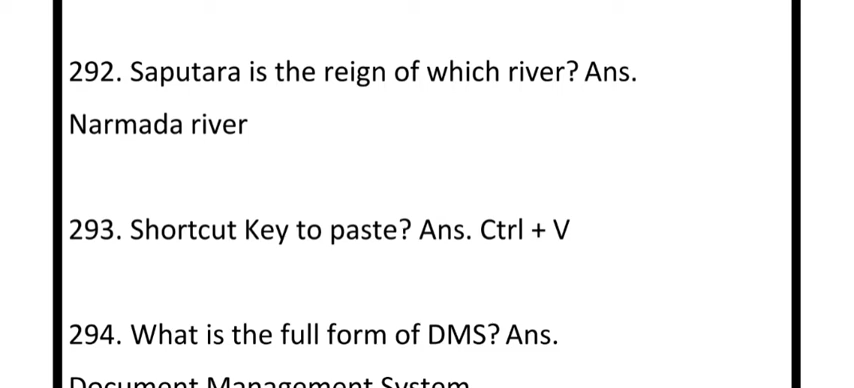 292. Saputara is the reign of which river? Ans.
Narmada river
293. Shortcut Key to paste? Ans. Ctrl + V
294. What is the full form of DMS? Ans.
Document Management System